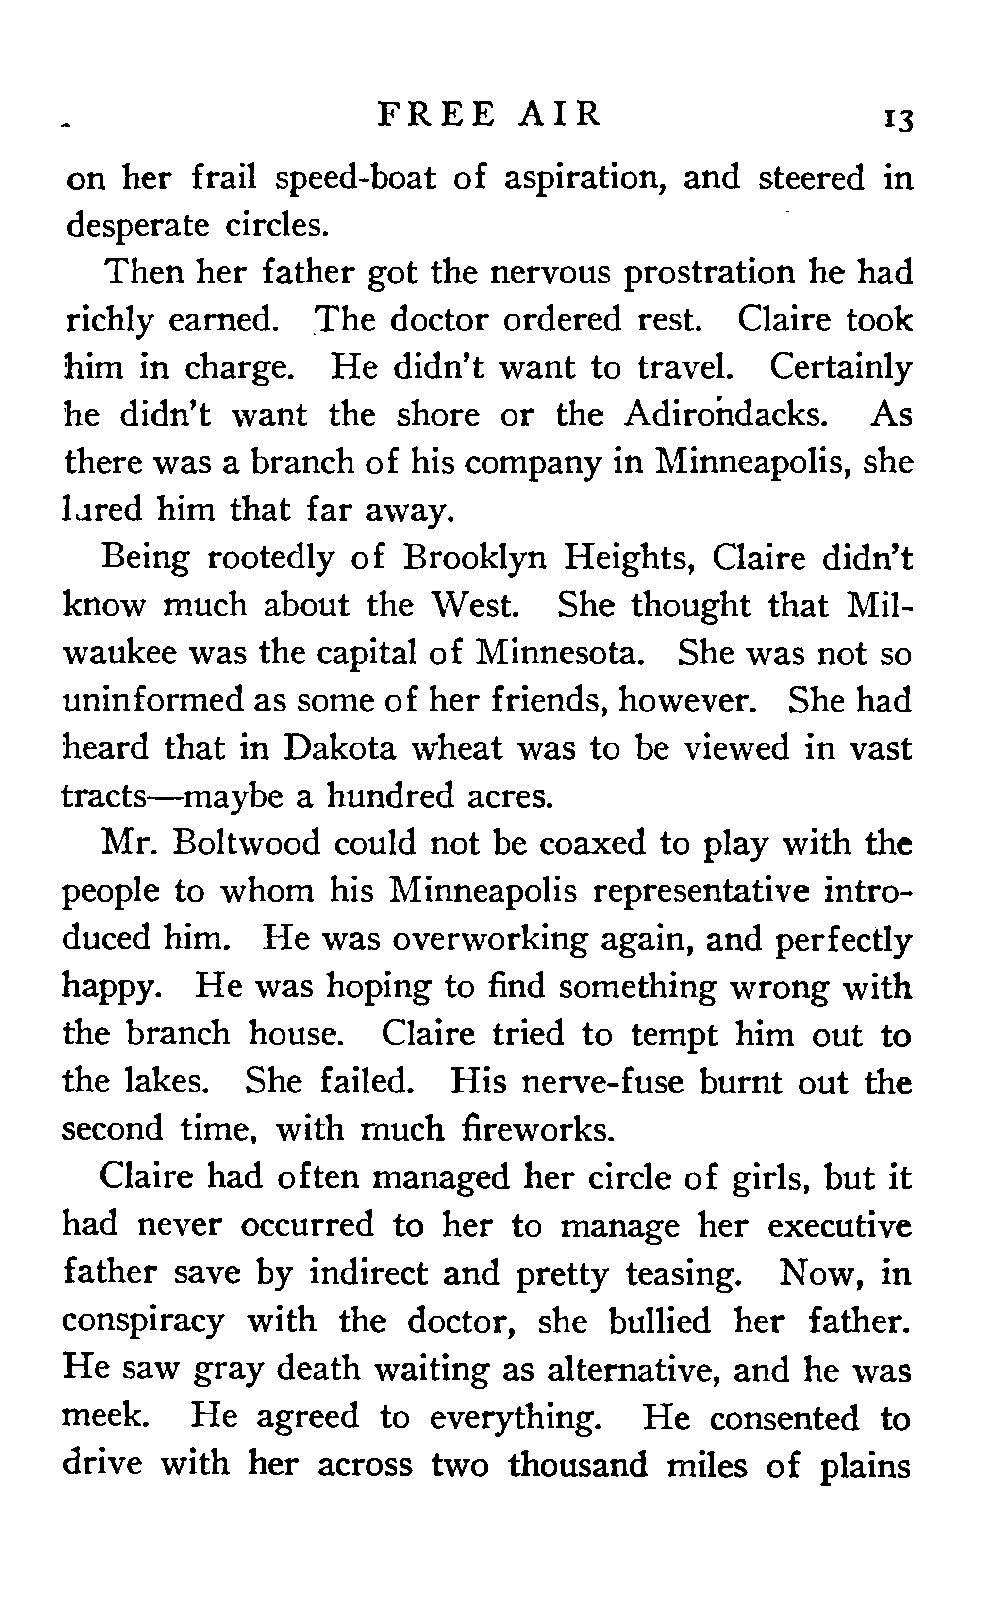 FREE AIR 13
on her frail speed-boat of aspiration, and steered in
desperate circles.
Then her father got the nervous prostration he had
richly earned. The doctor ordered rest. Claire took
him in charge. He didn't want to travel. Certainly
he didn't want the shore or the Adirondacks. As
there was a branch of his company in Minneapolis, she
lured him that far away.
Being rootedly of Brooklyn Heights, Claire didn't
know much about the West. She thought that Mil-
waukee was the capital of Minnesota. She was not so
uninformed as some of her friends, however. She had
heard that in Dakota wheat was to be viewed in vast
tracts—maybe a hundred acres.
Mr. Boltwood could not be coaxed to play with the
people to whom his Minneapolis representative intro-
duced him. He was overworking again, and perfectly
happy. He was hoping to find something wrong with
the branch house. Claire tried to tempt him out to
the lakes. She failed. His nerve-fuse burnt out the
second time, with much fireworks.
Claire had often managed her circle of girls, but it
had never occurred to her to manage her executive
father save by indirect and pretty teasing. Now, in
conspiracy with the doctor, she bullied her father.
He saw gray death waiting as alternative, and he was
meek. He agreed to everything. He consented to
drive with her across two thousand miles of plains